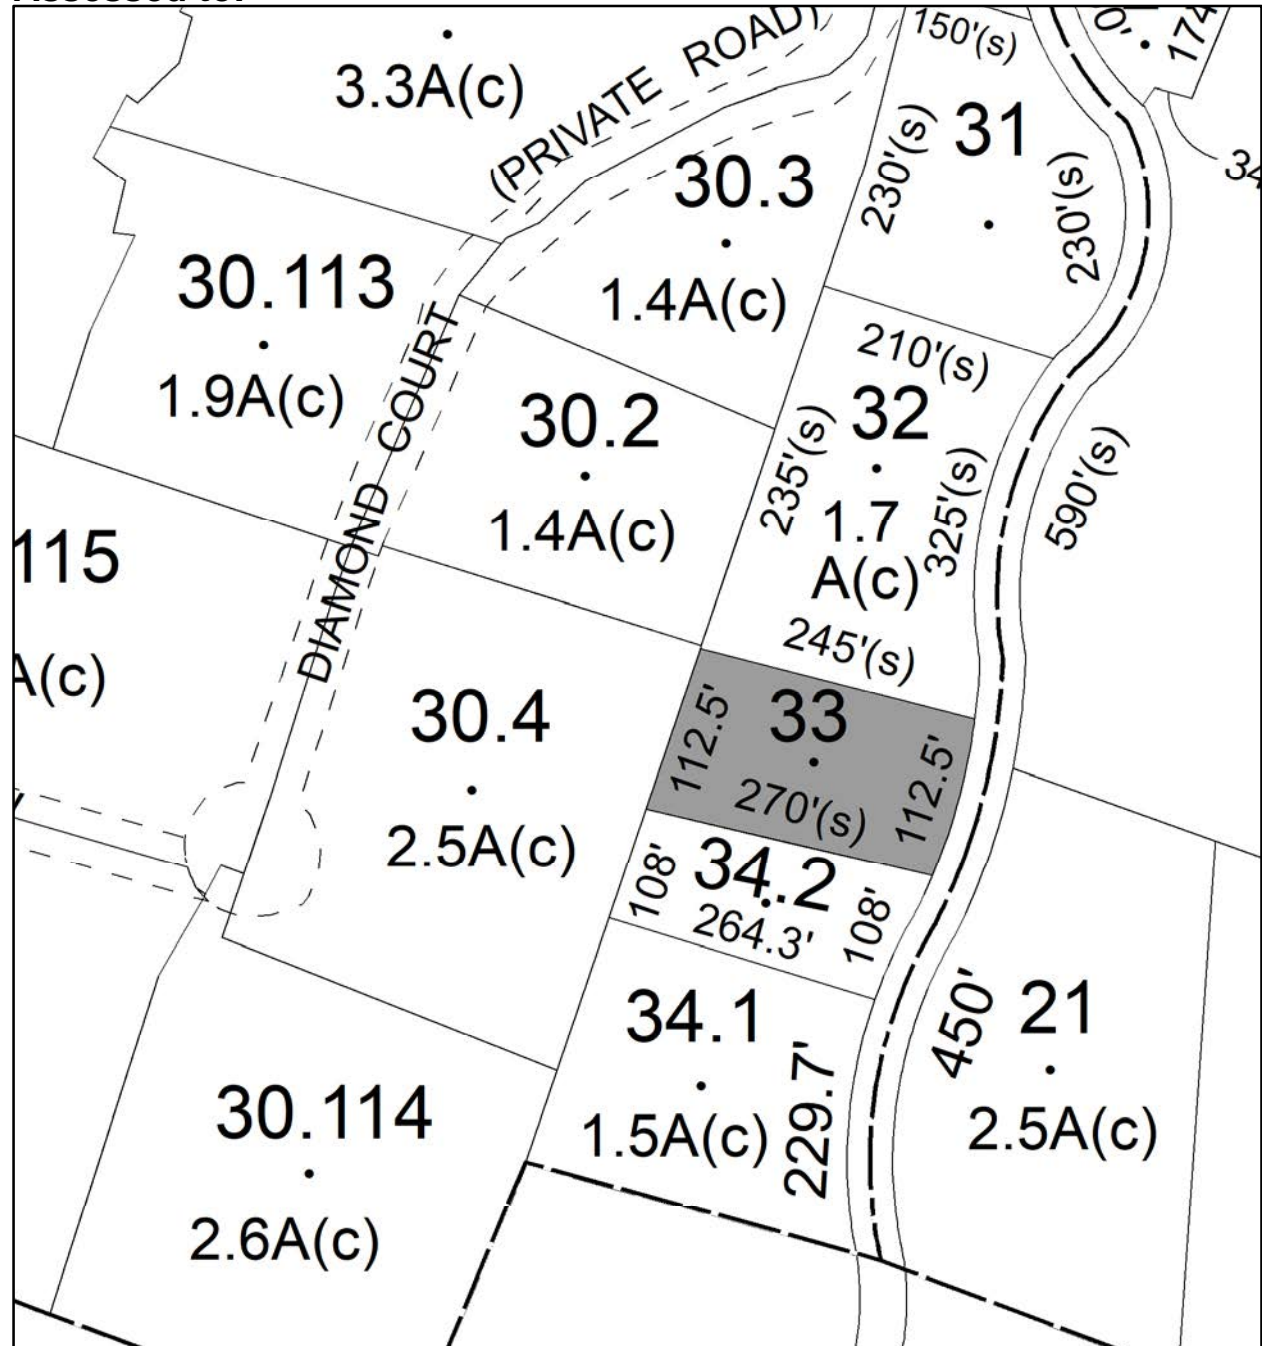 150'(s)
0'
174
3.3A(c)
(PRIVATE ROAD)
31
230'(s)
230'(s)
34
30.3
1.4A(c)
30.113
1.9A(c)
DIAMOND COURT
210'(s)
32
235'(s)
325'(s)
1.7
A(c)
245'(s)
590'(s)
30.2
1.4A(c)
115
A(c)
30.4
2.5A(c)
33
112.5'
112.5'
270'(s)
34.2
108'
108'
264.3'
34.1
1.5A(c)
229.7'
450'
21
2.5A(c)
30.114
2.6A(c)